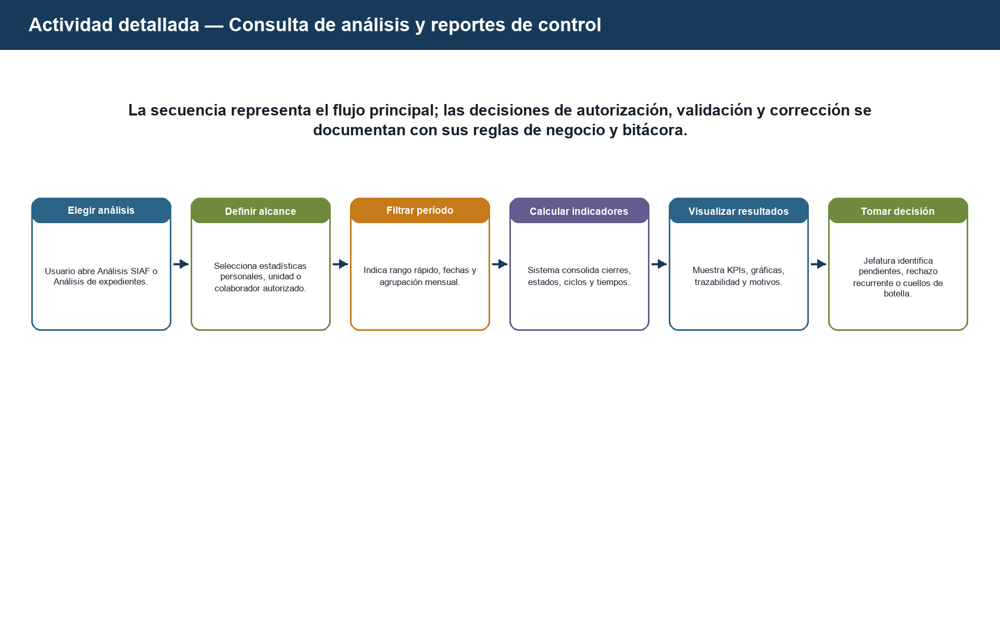 Actividad detallada — Consulta de análisis y reportes de control
La secuencia representa el flujo principal; las decisiones de autorización, validación y corrección se
documentan con sus reglas de negocio y bitácora.
Elegir análisis
Usuario abre Análisis SIAF o
Análisis de expedientes.
Definir alcance
Selecciona estadísticas
personales, unidad o
colaborador autorizado.
Filtrar período
Indica rango rápido, fechas y
agrupación mensual.
Calcular indicadores
Sistema consolida cierres,
estados, ciclos y tiempos.
Visualizar resultados
Muestra KPIs, gráficas,
trazabilidad y motivos.
Tomar decisión
Jefatura identifica
pendientes, rechazo
recurrente o cuellos de
botella.